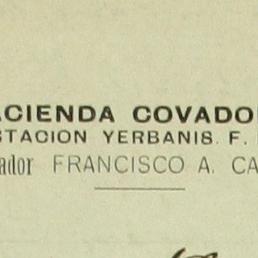 ACIENDA COVADO
STACION YERBANIS. F.
ador FRANCISCO A. CA